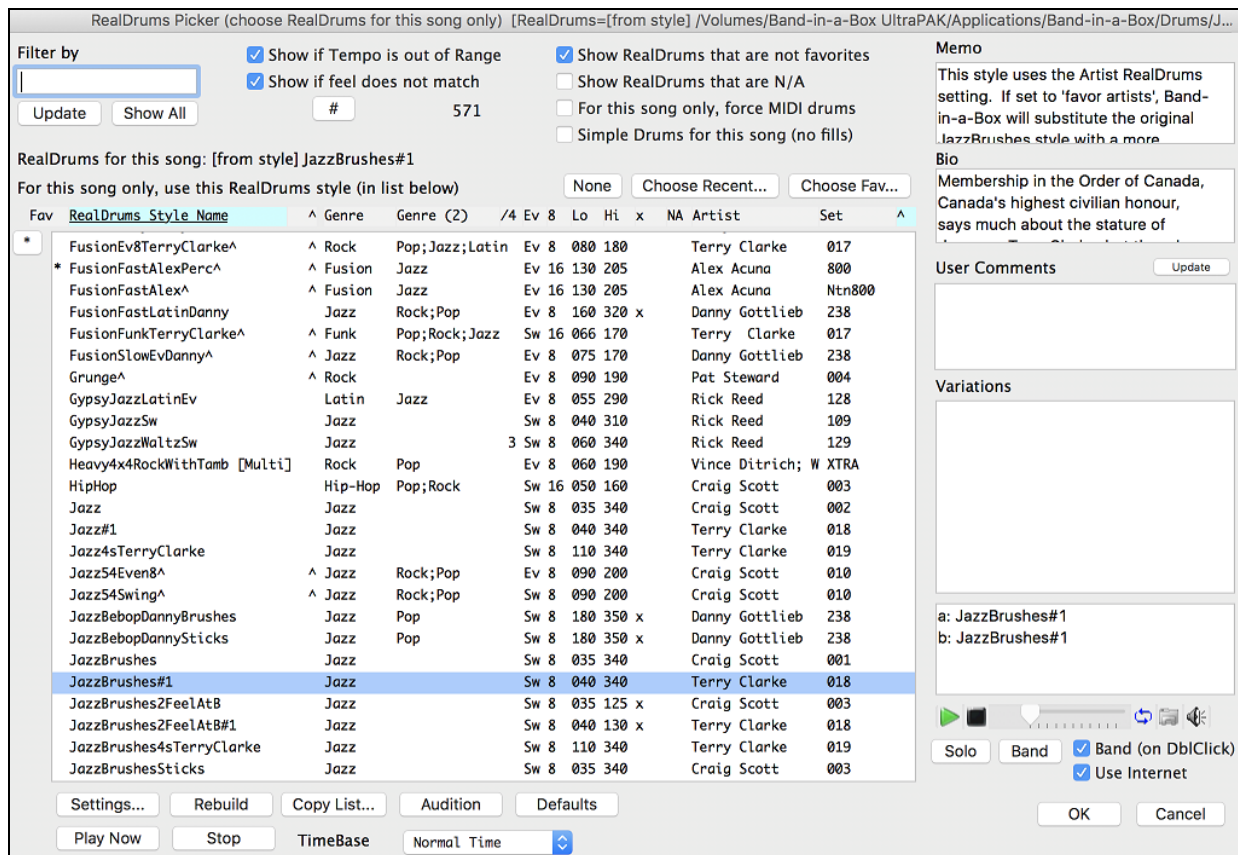 RealDrums Picker (choose RealDrums for this song only) [RealDrums=[from style] /Volumes/Band-in-a-Box UltraPAK/Applications/Band-in-a-Box/Drums/J...
Filter by
Update Show All
Show if Tempo is out of Range
Show if feel does not match
# 571
Show RealDrums that are not favorites
Show RealDrums that are N/A
For this song only, force MIDI drums
Simple Drums for this song (no fills)
RealDrums for this song: [from style] JazzBrushes#1
For this song only, use this RealDrums style (in list below) None Choose Recent... Choose Fav...
Fav RealDrums Style Name ^ Genre Genre (2) /4 Ev 8 Lo Hi x NA Artist Set ^
*
FusionEv8TerryClarke^ ^ Rock Pop;Jazz;Latin Ev 8 080 180 Terry Clarke 017
* FusionFastAlexPerc^ ^ Fusion Jazz Ev 16 130 205 Alex Acuna 800
FusionFastAlex^ ^ Fusion Jazz Ev 16 130 205 Alex Acuna Ntn800
FusionFastLatinDanny Jazz Rock;Pop Ev 8 160 320 x Danny Gottlieb 238
FusionFunkTerryClarke^ ^ Funk Pop;Rock;Jazz Sw 16 066 170 Terry Clarke 017
FusionSlowEvDanny^ ^ Jazz Rock;Pop Ev 8 075 170 Danny Gottlieb 238
Grunge^ ^ Rock Ev 8 090 190 Pat Steward 004
GypsyJazzLatinEv Latin Jazz Ev 8 055 290 Rick Reed 128
GypsyJazzSw Jazz Sw 8 040 310 Rick Reed 109
GypsyJazzWaltzSw Jazz 3 Sw 8 060 340 Rick Reed 129
Heavy4x4RockWithTamb [Multi] Rock Pop Ev 8 060 190 Vince Ditrich; W XTRA
HipHop Hip-Hop Pop;Rock Sw 16 050 160 Craig Scott 003
Jazz Jazz Sw 8 035 340 Craig Scott 002
Jazz#1 Jazz Sw 8 040 340 Terry Clarke 018
Jazz4sTerryClarke Jazz Sw 8 110 340 Terry Clarke 019
Jazz54Even8^ ^ Jazz Rock;Pop Ev 8 090 200 Craig Scott 010
Jazz54Swing^ ^ Jazz Rock;Pop Sw 8 090 200 Craig Scott 010
JazzBebopDannyBrushes Jazz Pop Sw 8 180 350 x Danny Gottlieb 238
JazzBebopDannySticks Jazz Pop Sw 8 180 350 x Danny Gottlieb 238
JazzBrushes Jazz Sw 8 035 340 Craig Scott 001
JazzBrushes#1 Jazz Sw 8 040 340 Terry Clarke 018
JazzBrushes2FeelAtB Jazz Sw 8 035 125 x Craig Scott 003
JazzBrushes2FeelAtB#1 Jazz Sw 8 040 130 x Terry Clarke 018
JazzBrushes4sTerryClarke Jazz Sw 8 110 340 Terry Clarke 019
JazzBrushesSticks Jazz Sw 8 035 340 Craig Scott 003
Settings... Rebuild Copy List... Audition Defaults
Play Now Stop TimeBase Normal Time
Memo
This style uses the Artist RealDrums
setting. If set to 'favor artists', Band-
in-a-Box will substitute the original
JazzBrushes style with a more
Bio
Membership in the Order of Canada,
Canada's highest civilian honour,
says much about the stature of
User Comments Update
Variations
a: JazzBrushes#1
b: JazzBrushes#1
Solo Band Band (on DblClick)
Use Internet
OK Cancel